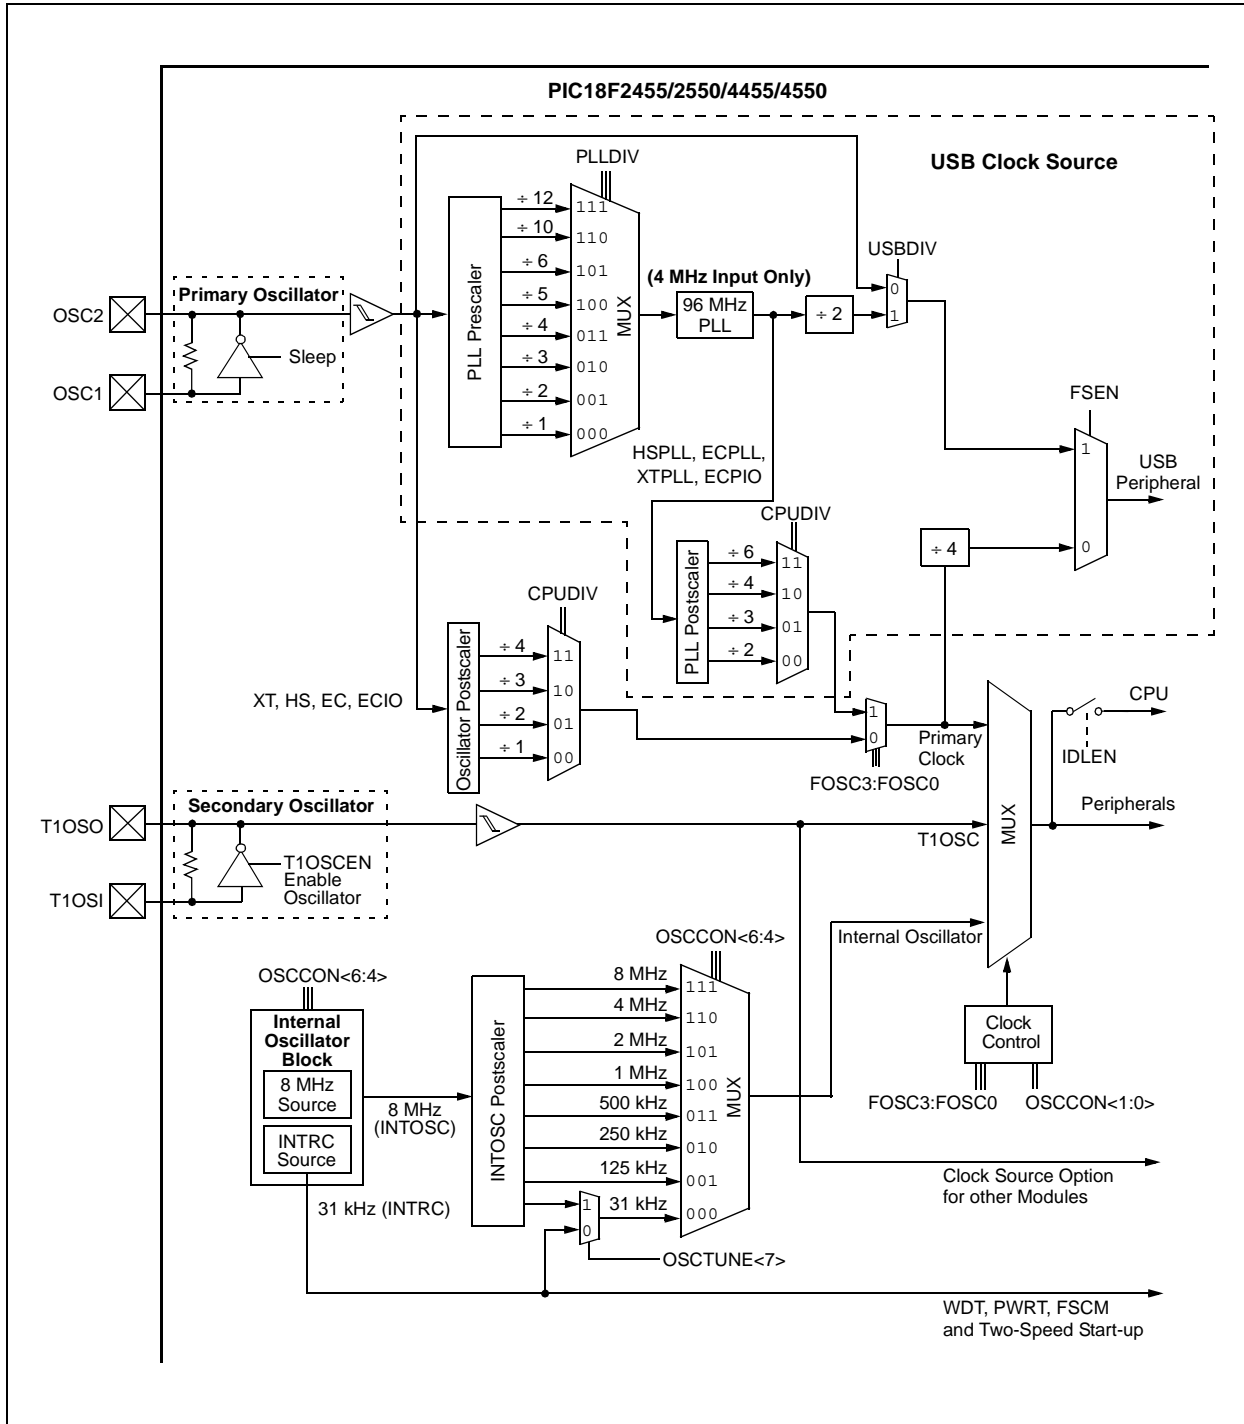 PIC18F2455/2550/4455/4550
USB Clock Source
PLLDIV
PLL Prescaler
÷ 12
÷ 10
÷ 6
÷ 5
÷ 4
÷ 3
÷ 2
÷ 1
111
110
101
100
011
010
001
000
MUX
(4 MHz Input Only)
96 MHz
PLL
÷ 2
USBDIV
0
1
Primary Oscillator
OSC2
Sleep
OSC1
FSEN
1
0
USB
Peripheral
HSPLL, ECPLL,
XTPLL, ECPIO
CPUDIV
PLL Postscaler
÷ 6
÷ 4
÷ 3
÷ 2
11
10
01
00
÷ 4
CPUDIV
Oscillator Postscaler
÷ 4
÷ 3
÷ 2
÷ 1
11
10
01
00
XT, HS, EC, ECIO
1
0
Primary
Clock
FOSC3:FOSC0
CPU
IDLEN
Peripherals
MUX
Secondary Oscillator
T1OSO
T1OSCEN
Enable
Oscillator
T1OSI
T1OSC
Internal Oscillator
OSCCON<6:4>
OSCCON<6:4>
Internal
Oscillator
Block
8 MHz
Source
INTRC
Source
8 MHz
(INTOSC)
31 kHz (INTRC)
INTOSC Postscaler
8 MHz
4 MHz
2 MHz
1 MHz
500 kHz
250 kHz
125 kHz
31 kHz
1
0
111
110
101
100
011
010
001
000
MUX
OSCTUNE<7>
Clock
Control
FOSC3:FOSC0
OSCCON<1:0>
Clock Source Option
for other Modules
WDT, PWRT, FSCM
and Two-Speed Start-up